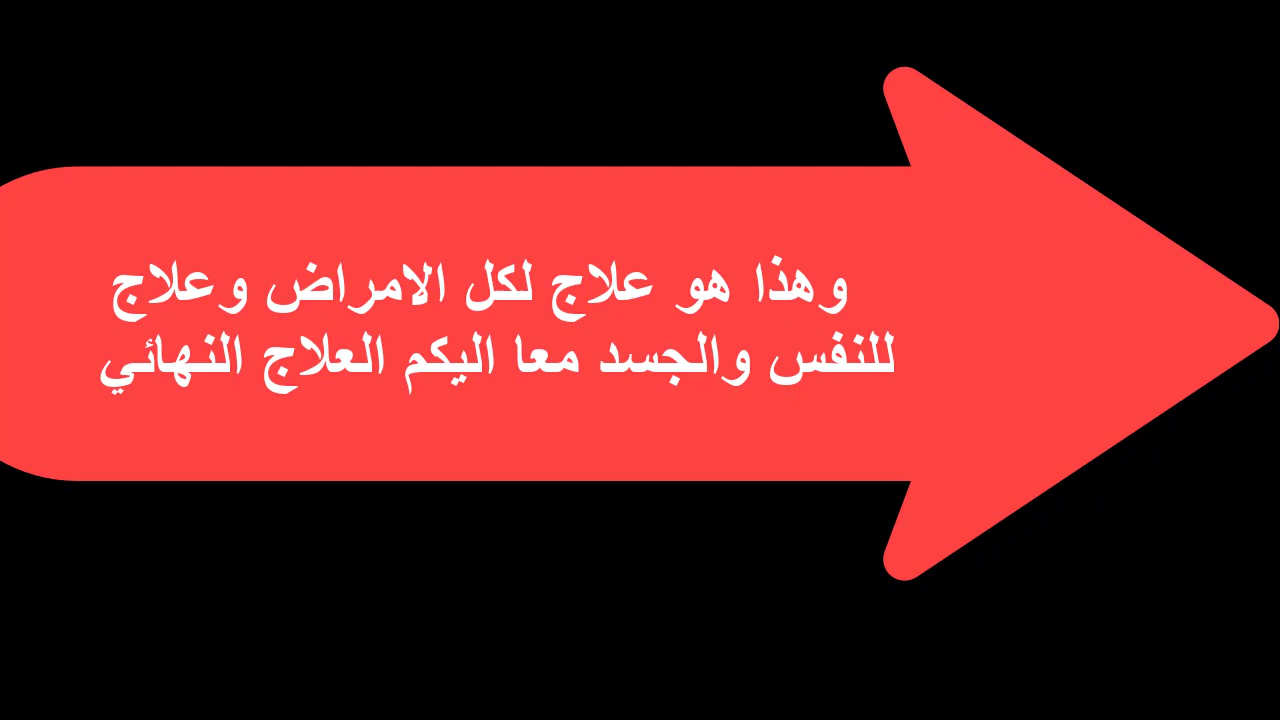 وهذا هو علاج لكل الامراض وعلاج
للنفس والجسد معا اليكم العلاج النهائي